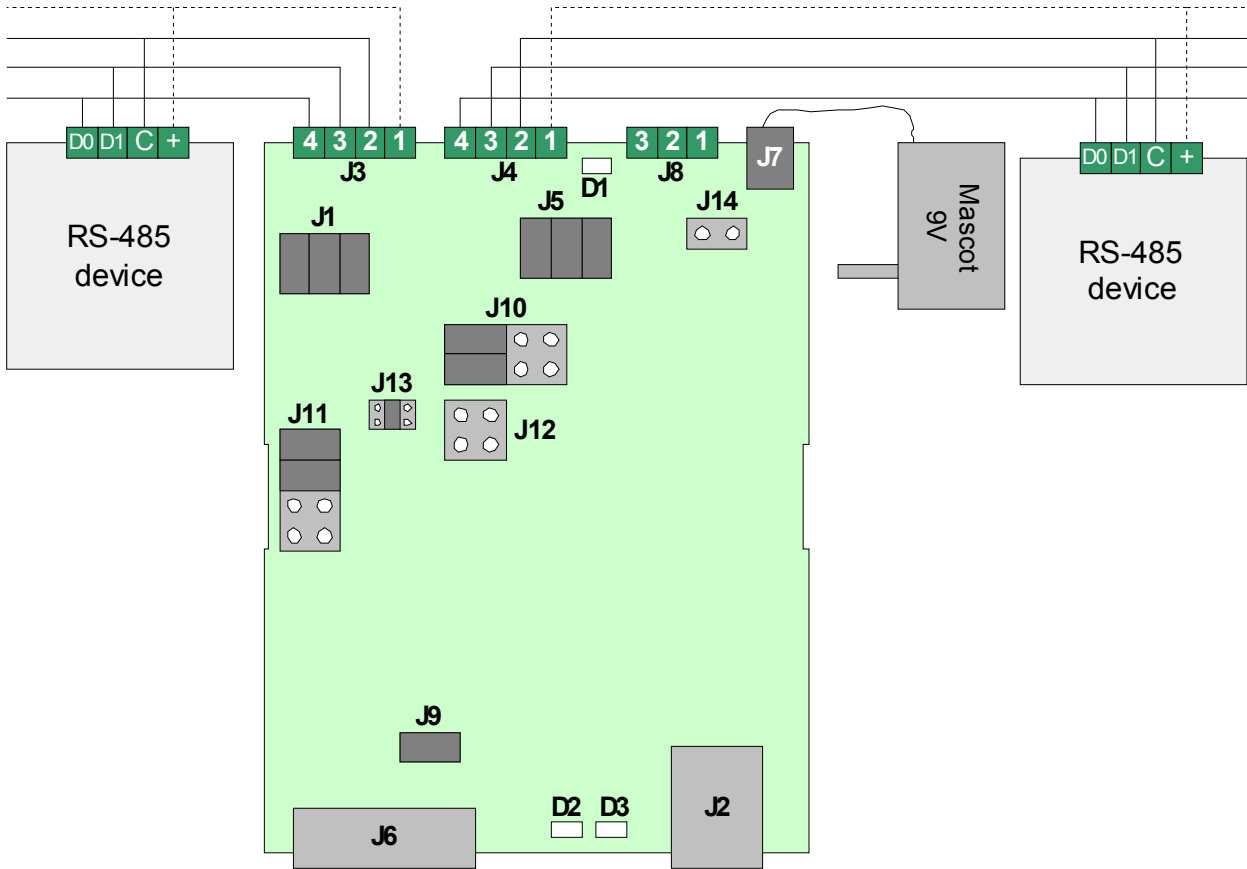 D0 D1 C +
4 3 2 1
4 3 2 1
3 2 1
J7
D0 D1 C +
J3
J4
D1
J8
RS-485
device
J1
J5
J14
Mascot
9V
RS-485
device
J10
J13
J11
J12
J9
D2
D3
J2
J6